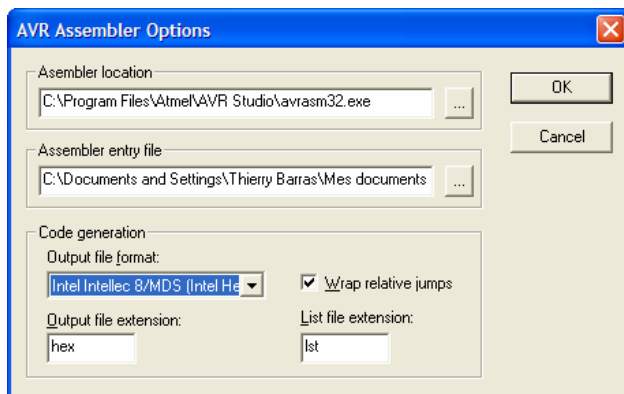 AVR Assembler Options
Asembler location
C:\Program Files\Atmel\AVR Studio\avrasm32.exe
...
OK
Cancel
Assembler entry file
C:\Documents and Settings\Thierry Barras\Mes documents
...
Code generation
Output file format:
Intel Intellec 8/MDS (Intel He
Wrap relative jumps
Output file extension:
List file extension:
hex
lst